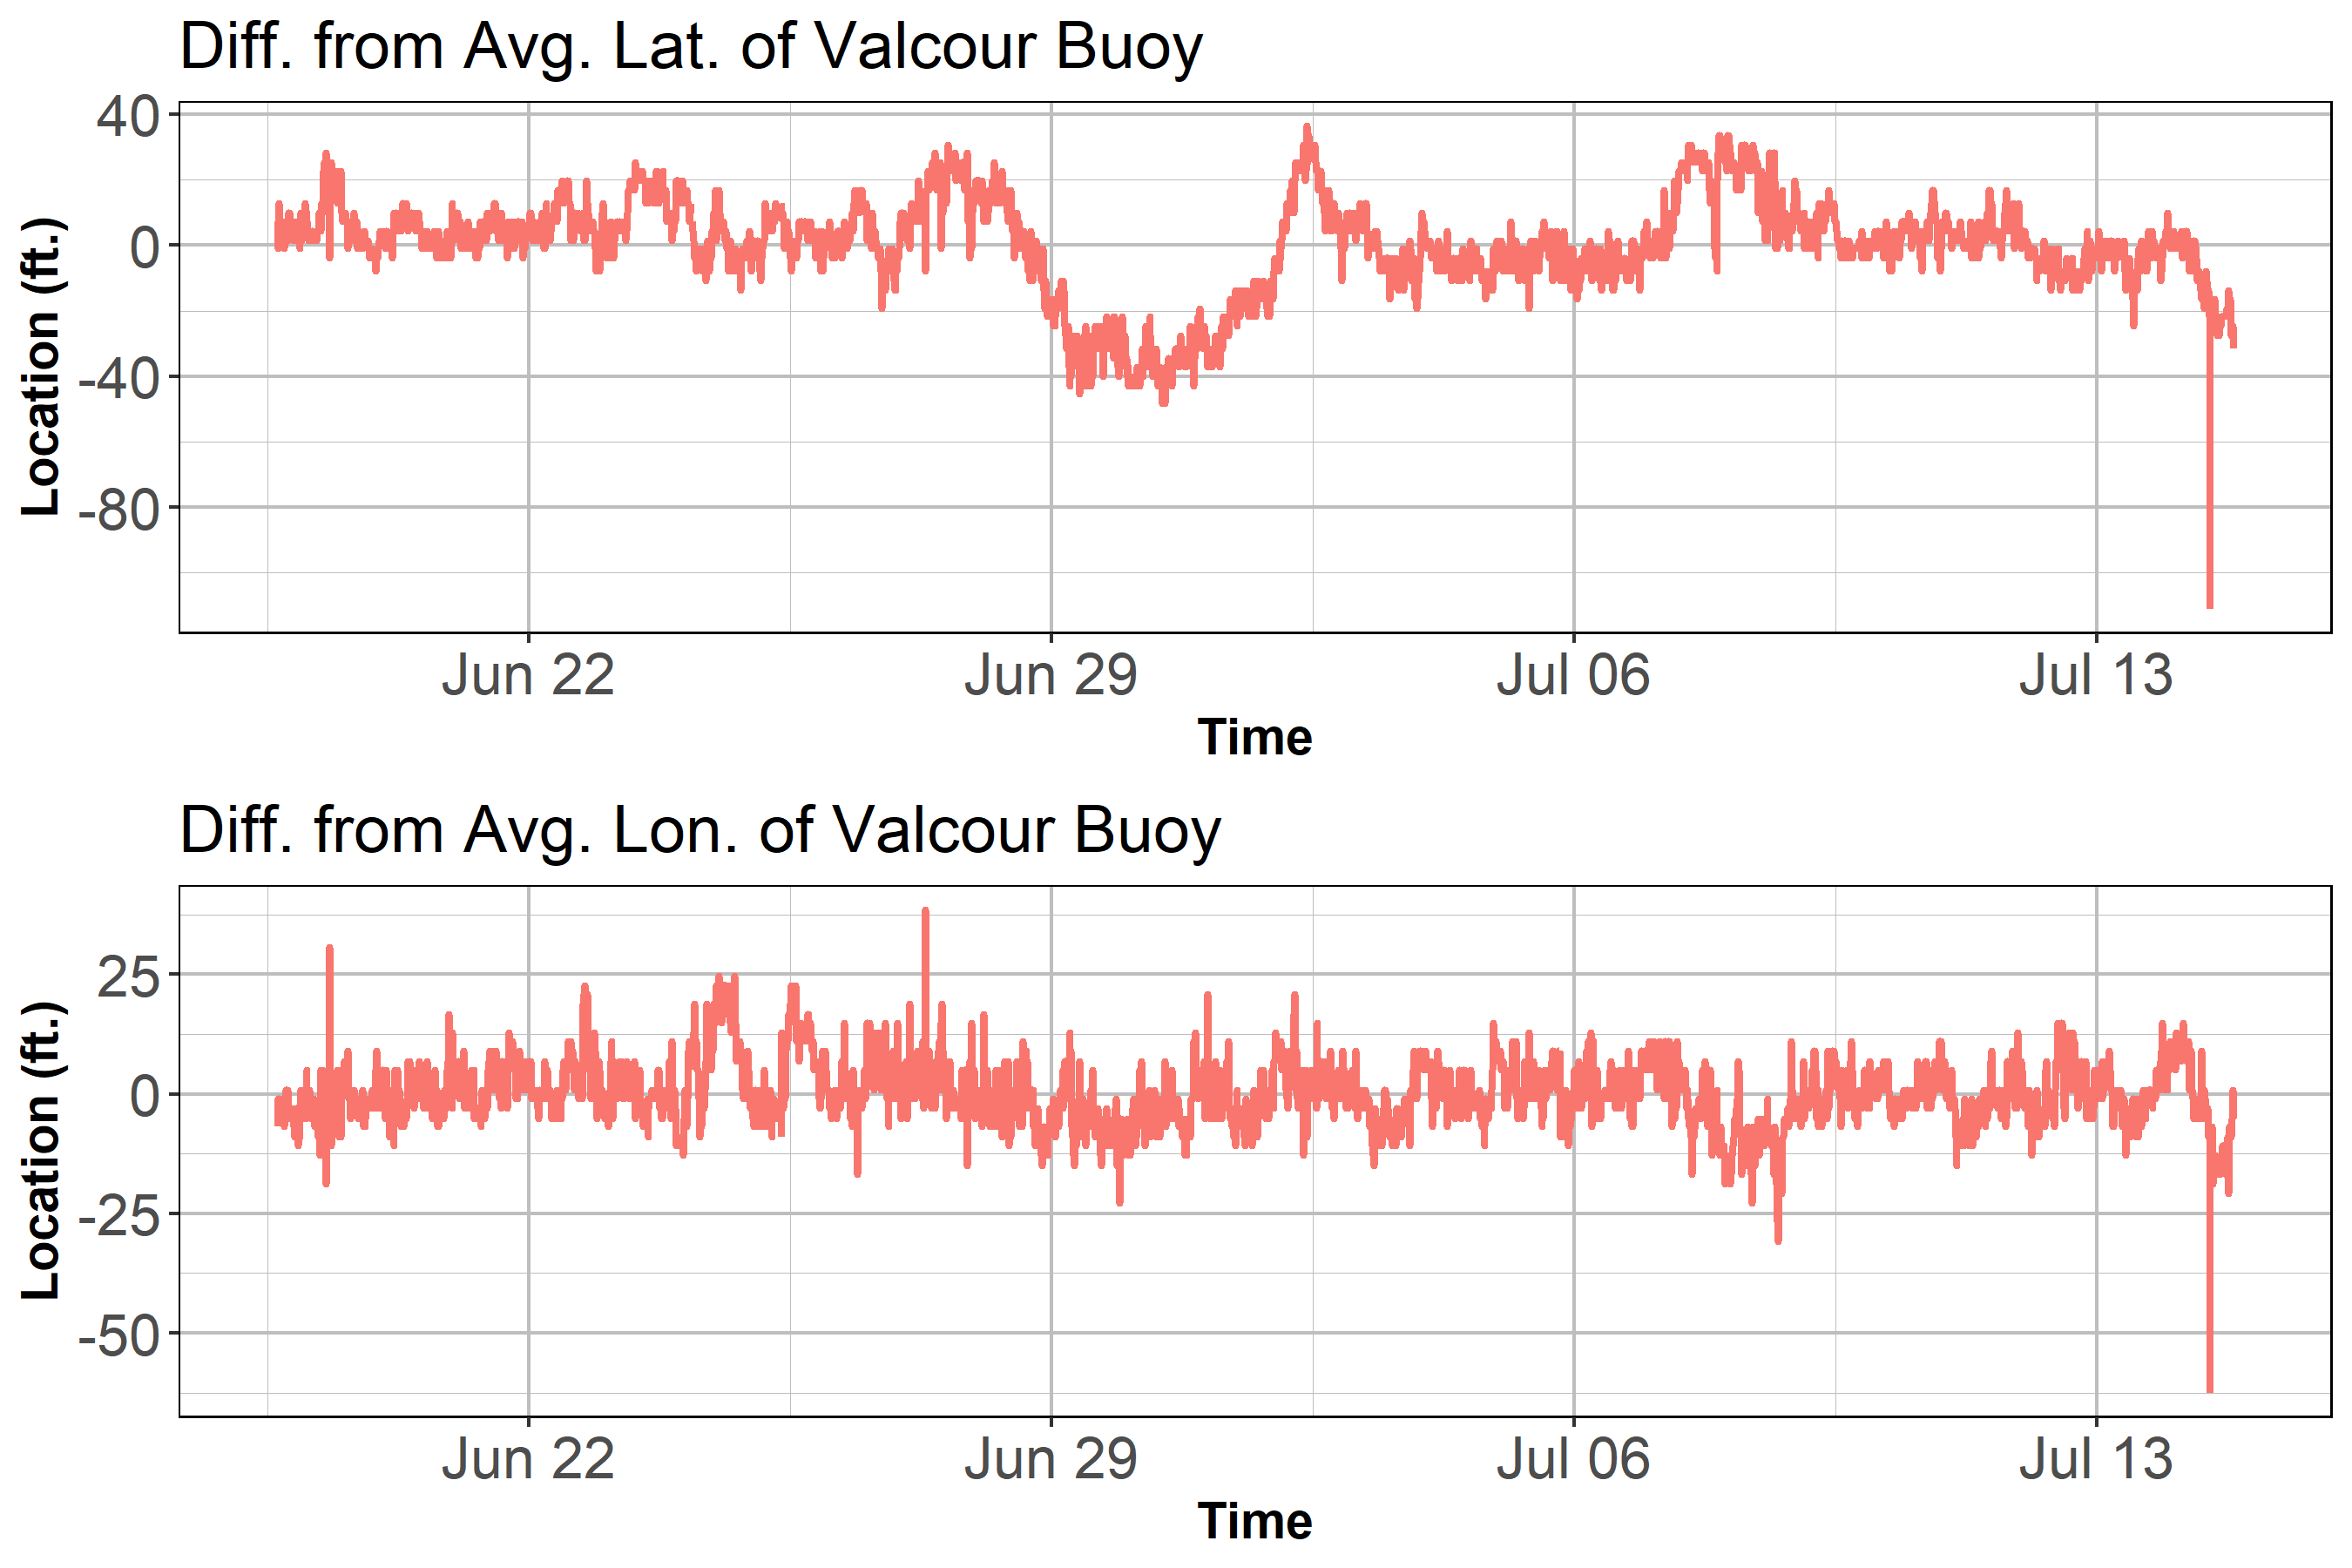 Diff. from Avg. Lat. of Valcour Buoy
Location (ft.)
40
0
-40
-80
Jun 22 Jun 29 Jul 06 Jul 13
Time
Diff. from Avg. Lon. of Valcour Buoy
Location (ft.)
25
0
-25
-50
Jun 22 Jun 29 Jul 06 Jul 13
Time